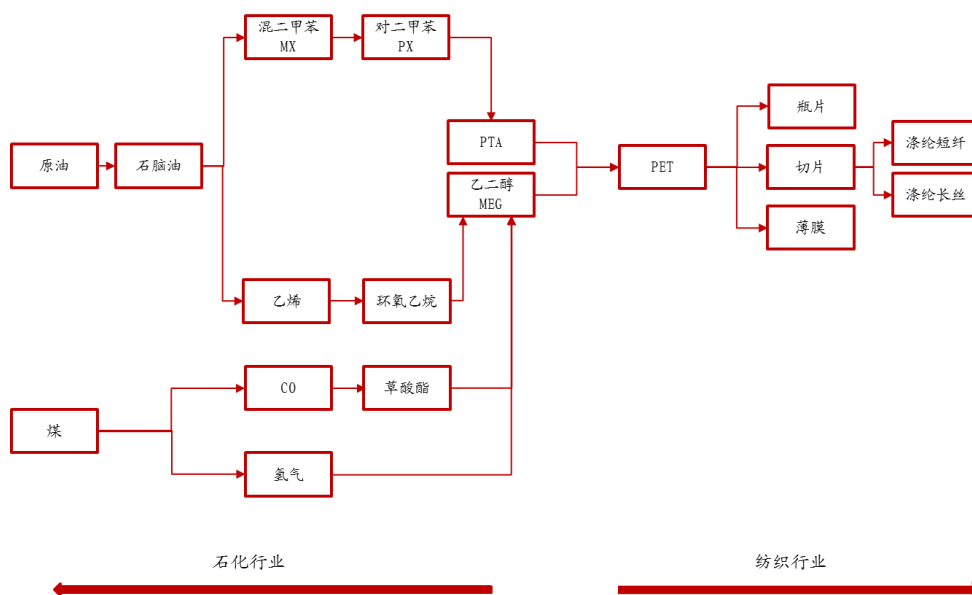 混二甲苯
MX
对二甲苯
PX
原油
石脑油
PTA
乙二醇
MEG
PET
瓶片
切片
薄膜
涤纶短纤
涤纶长丝
乙烯
环氧乙烷
CO
草酸酯
煤
氢气
石化行业
纺织行业